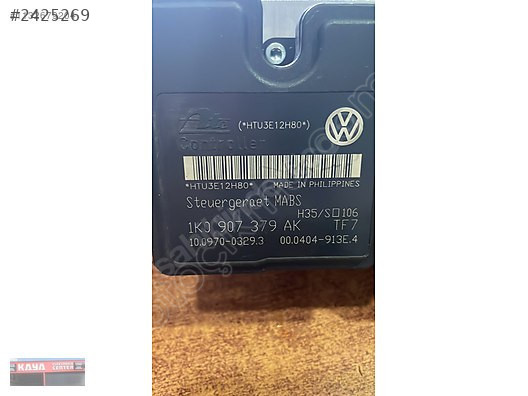 #2425269
(*HTU3E12H80*)
Controller
*HTU3E12H80* MADE IN PHILIPPINES
Steuergeraet MABS
H35/S 106
1K0 907 379 AK TF7
10.0970-0329.3 00.0404-913E.4
KAYA